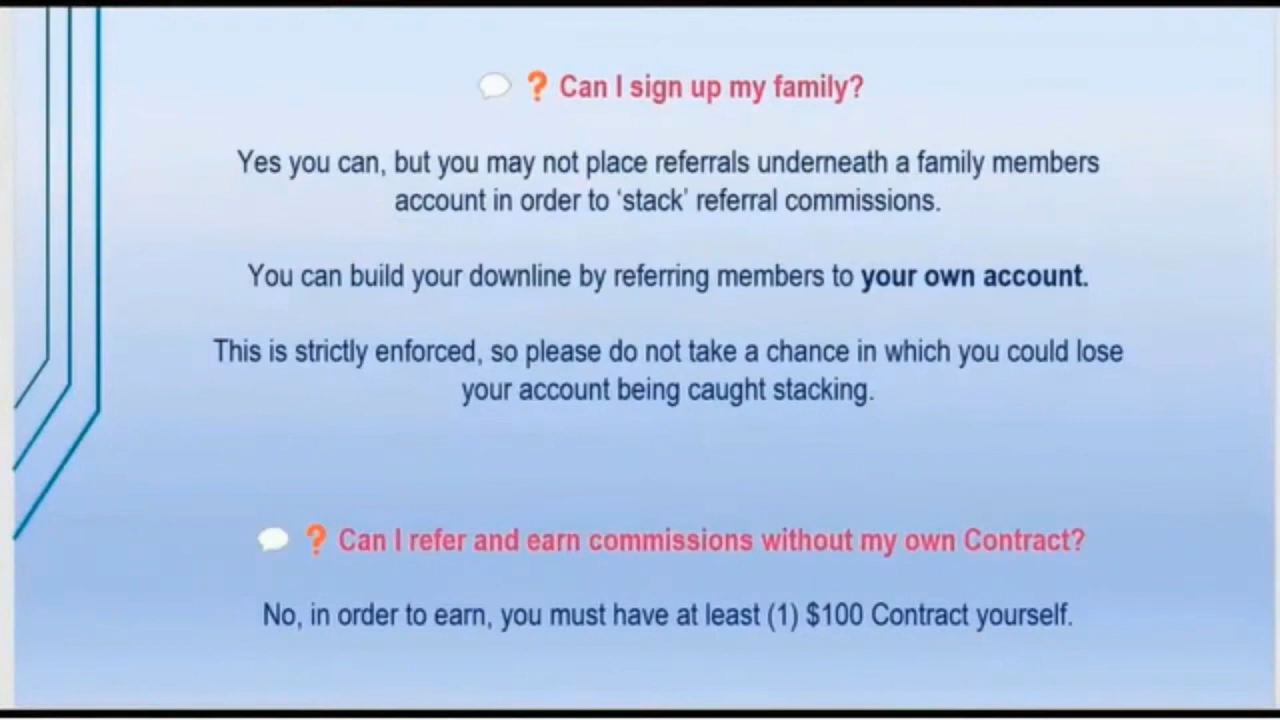 💬 ❓ Can I sign up my family?
Yes you can, but you may not place referrals underneath a family members
account in order to ‘stack’ referral commissions.
You can build your downline by referring members to your own account.
This is strictly enforced, so please do not take a chance in which you could lose
your account being caught stacking.
💬 ❓ Can I refer and earn commissions without my own Contract?
No, in order to earn, you must have at least (1) $100 Contract yourself.